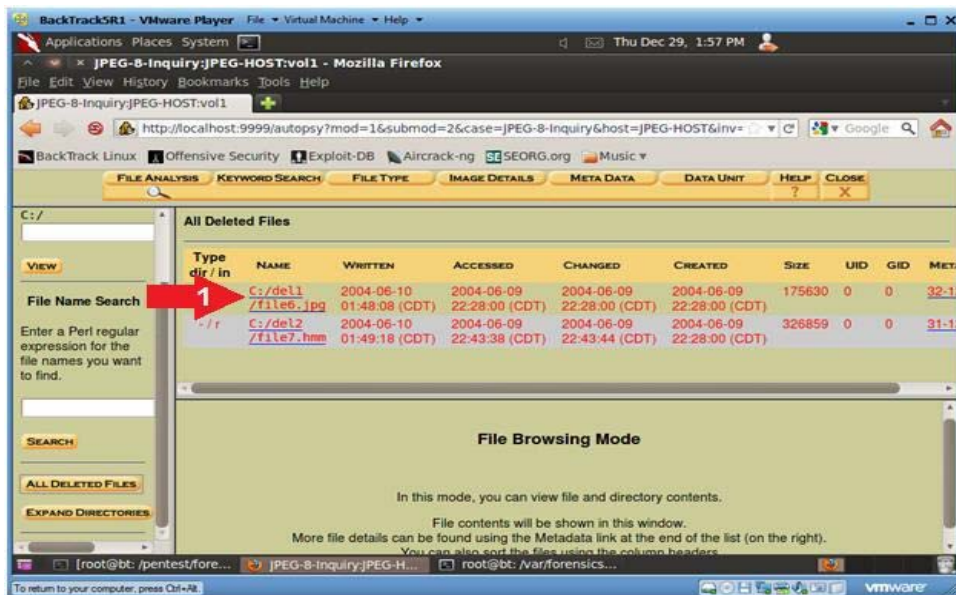 BackTrack5R1 - VMware Player File ▾ Virtual Machine ▾ Help ▾
Applications Places System Thu Dec 29, 1:57 PM
JPEG-8-Inquiry:JPEG-HOST:vol1 - Mozilla Firefox
File Edit View History Bookmarks Tools Help
JPEG-8-Inquiry:JPEG-HOST:vol1
http://localhost:9999/autopsy?mod=1&submod=2&case=JPEG-8-Inquiry&host=JPEG-HOST&inv= Google
BackTrack Linux Offensive Security Exploit-DB Aircrack-ng SEORG.org Music
FILE ANALYSIS KEYWORD SEARCH FILE TYPE IMAGE DETAILS META DATA DATA UNIT HELP CLOSE
? X
C:/
VIEW
File Name Search
Enter a Perl regular
expression for the
file names you want
to find.
SEARCH
ALL DELETED FILES
EXPAND DIRECTORIES
All Deleted Files
Type NAME WRITTEN ACCESSED CHANGED CREATED SIZE UID GID META
dir / in
1
C:/del1 2004-06-10 2004-06-09 2004-06-09 2004-06-09 175630 0 0 32-1
/file6.jpg 01:48:08 (CDT) 22:28:00 (CDT) 22:28:00 (CDT) 22:28:00 (CDT)
- / r C:/del2 2004-06-10 2004-06-09 2004-06-09 2004-06-09 326859 0 0 31-1
/file7.hmm 01:49:18 (CDT) 22:43:38 (CDT) 22:43:44 (CDT) 22:28:00 (CDT)
File Browsing Mode
In this mode, you can view file and directory contents.
File contents will be shown in this window.
More file details can be found using the Metadata link at the end of the list (on the right).
You can also sort the files using the column headers
[root@bt: /pentest/fore... JPEG-8-Inquiry:JPEG-H... root@bt: /var/forensics...
To return to your computer, press Ctrl+Alt. vmware